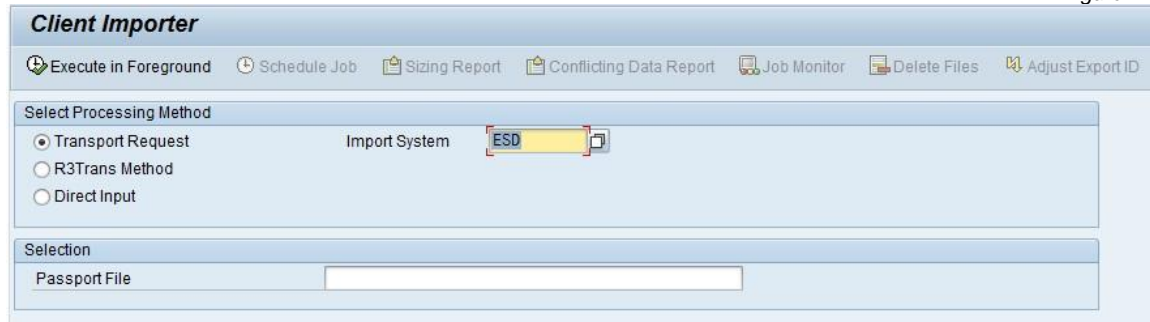 Client Importer
Execute in Foreground Schedule Job Sizing Report Conflicting Data Report Job Monitor Delete Files Adjust Export ID
Select Processing Method
Transport Request Import System ESD
R3Trans Method
Direct Input
Selection
Passport File